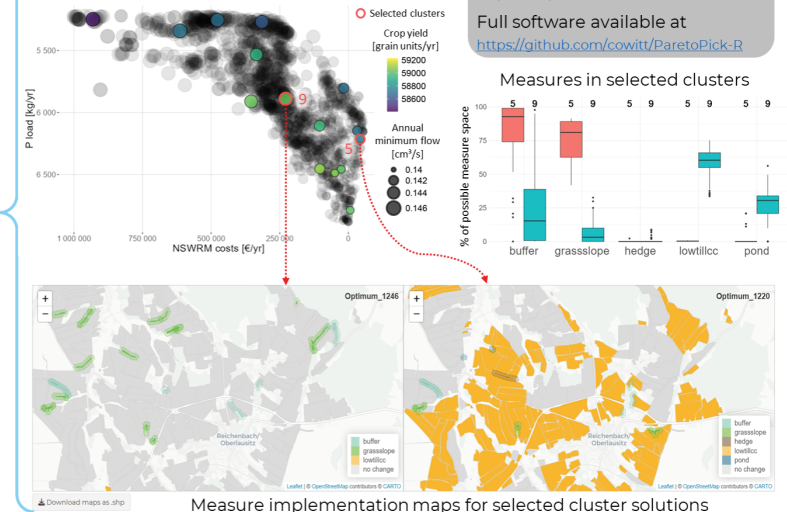 Selected clusters
Crop yield
[grain units/yr]
59200
59000
58800
58600
Annual
minimum flow
[cm³/s]
0.14
0.142
0.144
0.146
5 500
6 000
6 500
P load [kg/yr]
9
5
1 000 000
750 000
500 000
250 000
0
NSWRM costs [€/yr]
Full software available at
https://github.com/cowitt/ParetoPick-R
Measures in selected clusters
5 9 5 9 5 9 5 9 5 9
100
75
50
25
0
% of possible measure space
buffer grassslope hedge lowtillcc pond
+
−
Optimum_1246
Reichenbach/
Oberlausitz
buffer
grassslope
lowtillcc
no change
Leaflet | © OpenStreetMap contributors © CARTO
+
−
Optimum_1220
Reichenbach/
Oberlausitz
buffer
grassslope
hedge
lowtillcc
pond
no change
Leaflet | © OpenStreetMap contributors © CARTO
Download maps as .shp
Measure implementation maps for selected cluster solutions